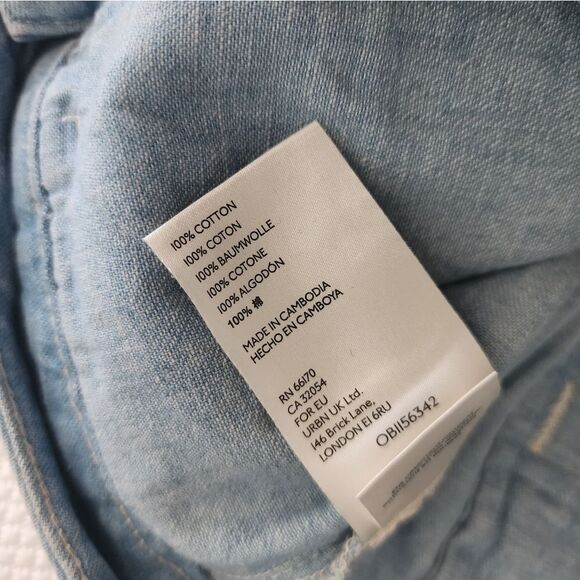 100% COTTON
100% COTON
100% BAUMWOLLE
100% COTONE
100% ALGODÓN
100% 棉
MADE IN CAMBODIA
HECHO EN CAMBOYA
RN 66170
CA 32054
FOR EU
URBN UK Ltd.
146 Brick Lane,
LONDON E1 6RU
OB1156342